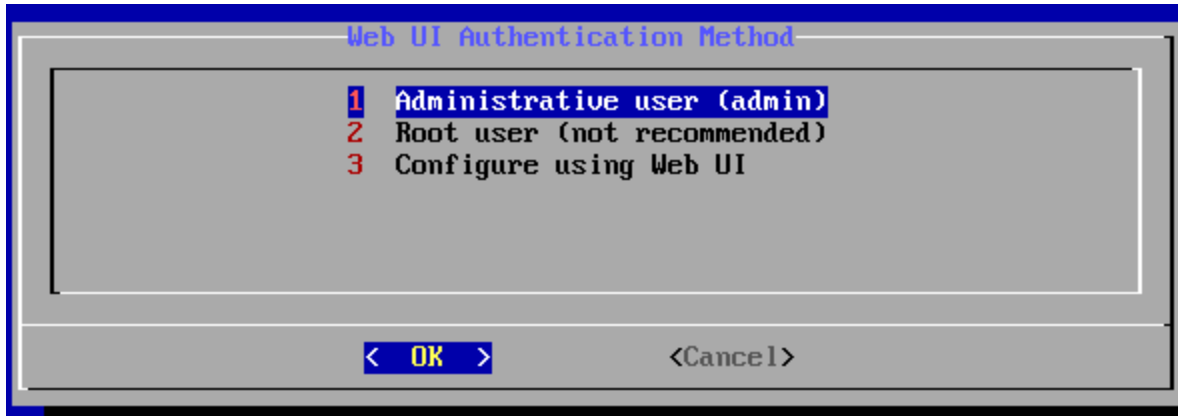 Web UI Authentication Method
1 Administrative user (admin)
2 Root user (not recommended)
3 Configure using Web UI
< OK > <Cancel>